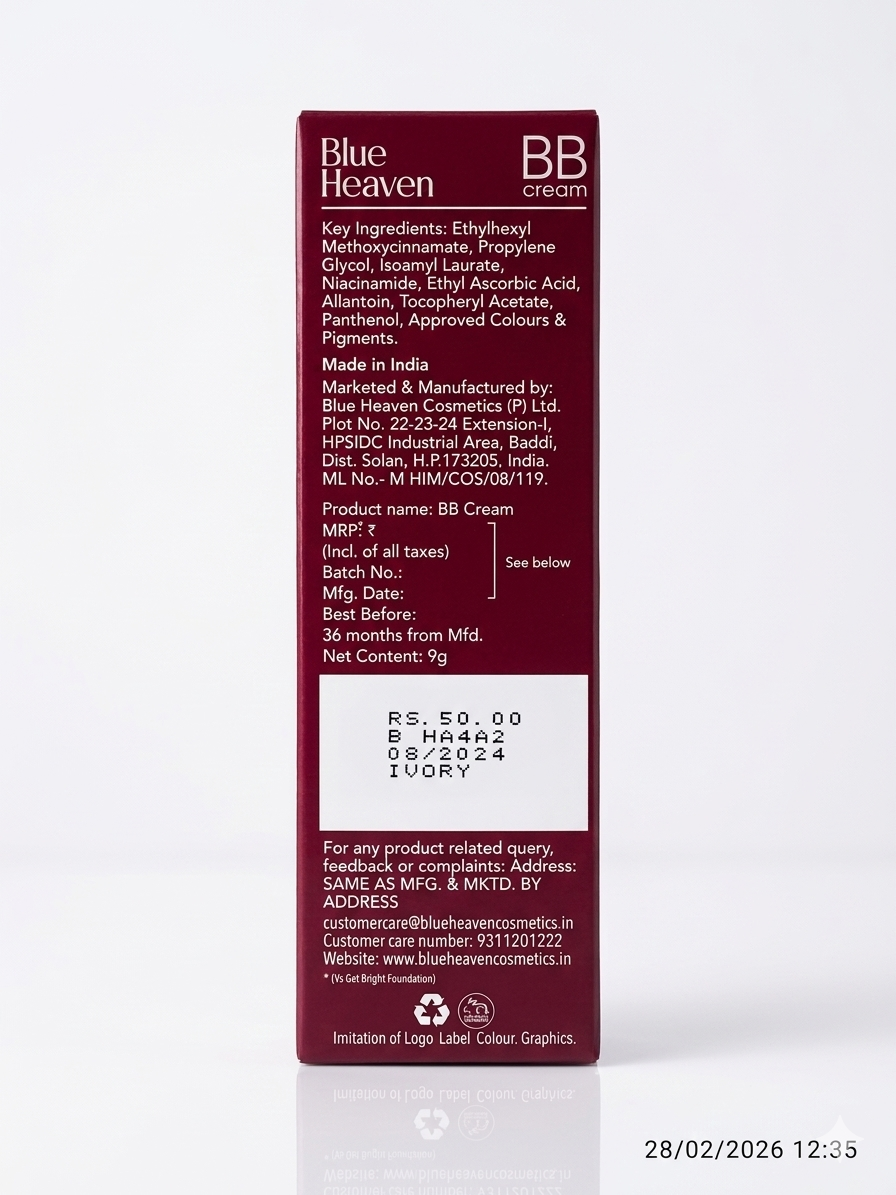 Blue
Heaven
BB
cream
Key Ingredients: Ethylhexyl
Methoxycinnamate, Propylene
Glycol, Isoamyl Laurate,
Niacinamide, Ethyl Ascorbic Acid,
Allantoin, Tocopheryl Acetate,
Panthenol, Approved Colours &
Pigments.
Made in India
Marketed & Manufactured by:
Blue Heaven Cosmetics (P) Ltd.
Plot No. 22-23-24 Extension-I,
HPSIDC Industrial Area, Baddi,
Dist. Solan, H.P.173205, India.
ML No.- M HIM/COS/08/119.
Product name: BB Cream
MRP: ₹
(Incl. of all taxes)
Batch No.:
Mfg. Date:
See below
Best Before:
36 months from Mfd.
Net Content: 9g
RS.50.00
B HA4A2
08/2024
IVORY
For any product related query,
feedback or complaints: Address:
SAME AS MFG. & MKTD. BY
ADDRESS
customercare@blueheavencosmetics.in
Customer care number: 9311201222
Website: www.blueheavencosmetics.in
* (Vs Get Bright Foundation)
Imitation of Logo Label Colour. Graphics.
28/02/2026 12:35